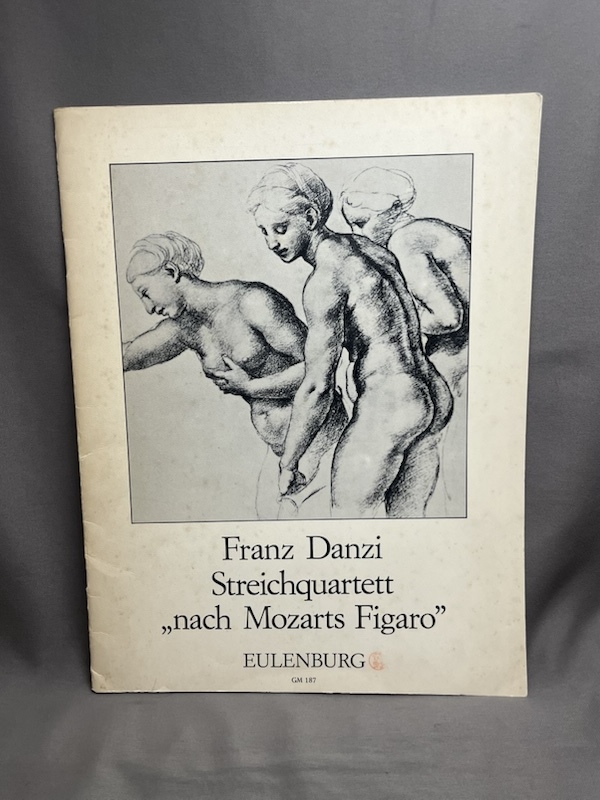 Franz Danzi
Streichquartett
„nach Mozarts Figaro”
EULENBURG
GM 187